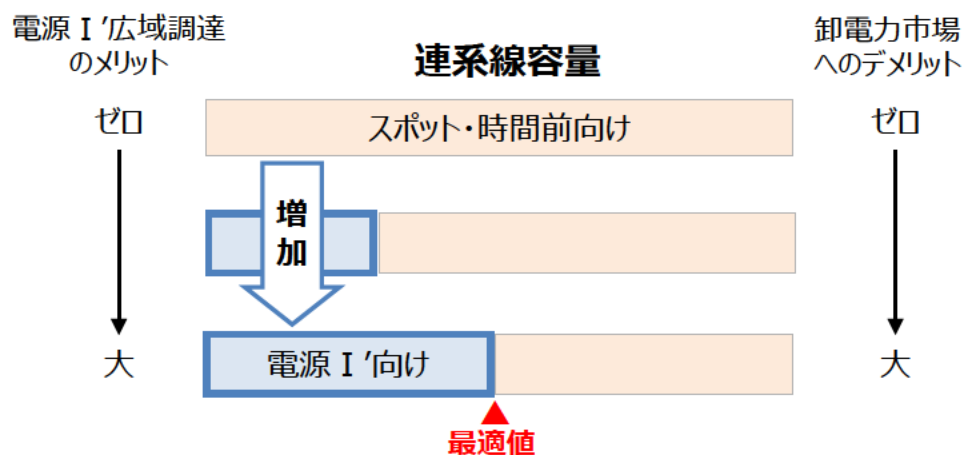 電源Ⅰ’広域調達
のメリット
連系線容量
卸電力市場
へのデメリット
ゼロ
スポット・時間前向け
ゼロ
増
加
大
電源Ⅰ’向け
大
最適値